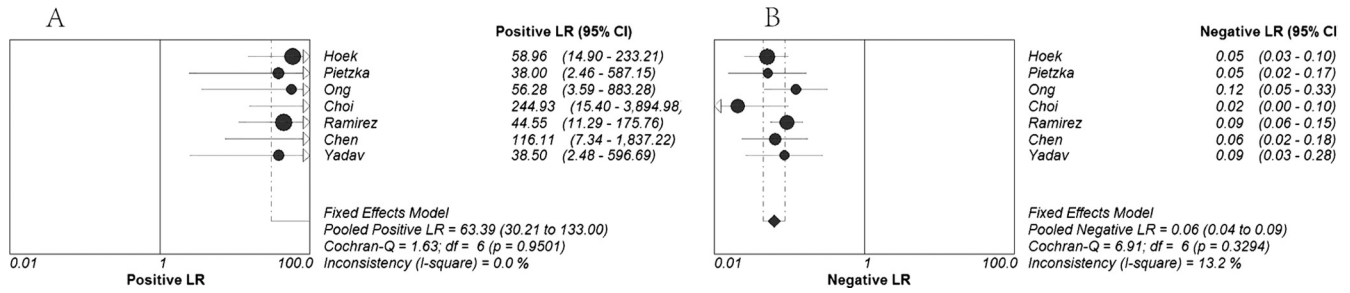 A
Positive LR (95% CI)
Hoek 58.96 (14.90 - 233.21)
Pietzka 38.00 (2.46 - 587.15)
Ong 56.28 (3.59 - 883.28)
Choi 244.93 (15.40 - 3,894.98,
Ramirez 44.55 (11.29 - 175.76)
Chen 116.11 (7.34 - 1,837.22)
Yadav 38.50 (2.48 - 596.69)
Fixed Effects Model
Pooled Positive LR = 63.39 (30.21 to 133.00)
Cochran-Q = 1.63; df = 6 (p = 0.9501)
Inconsistency (I-square) = 0.0 %
0.01 1 100.0
Positive LR
B
Negative LR (95% CI
Hoek 0.05 (0.03 - 0.10)
Pietzka 0.05 (0.02 - 0.17)
Ong 0.12 (0.05 - 0.33)
Choi 0.02 (0.00 - 0.10)
Ramirez 0.09 (0.06 - 0.15)
Chen 0.06 (0.02 - 0.18)
Yadav 0.09 (0.03 - 0.28)
Fixed Effects Model
Pooled Negative LR = 0.06 (0.04 to 0.09)
Cochran-Q = 6.91; df = 6 (p = 0.3294)
Inconsistency (I-square) = 13.2 %
0.01 1 100.0
Negative LR